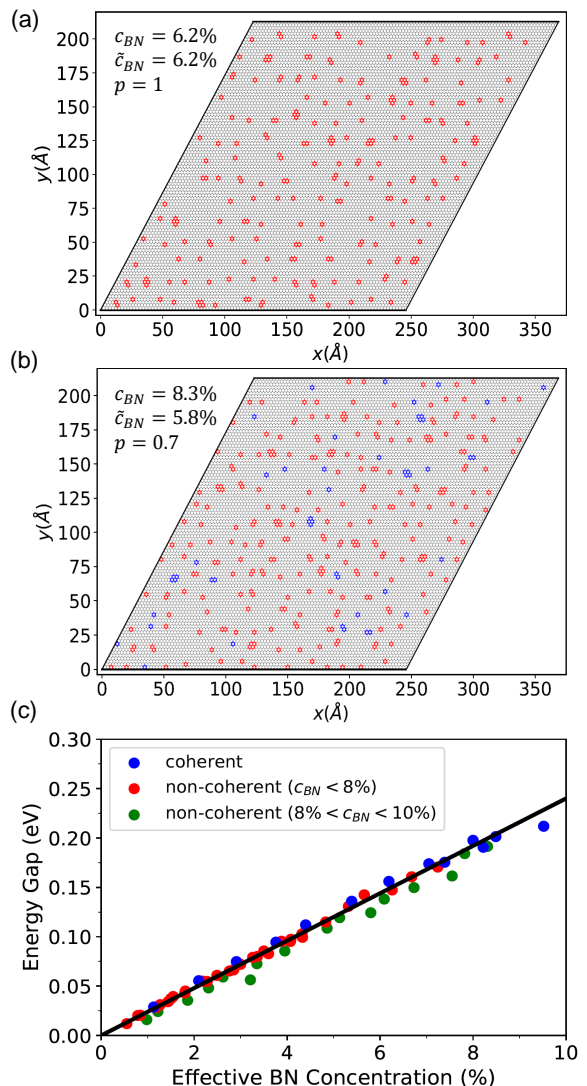 (a)
c_BN = 6.2%
c̃_BN = 6.2%
p = 1
200
175
150
125
100
75
50
25
0
y(Å)
0 50 100 150 200 250 300 350
x(Å)
(b)
c_BN = 8.3%
c̃_BN = 5.8%
p = 0.7
200
175
150
125
100
75
50
25
0
y(Å)
0 50 100 150 200 250 300 350
x(Å)
(c)
0.30
0.25
0.20
0.15
0.10
0.05
0.00
Energy Gap (eV)
coherent
non-coherent (c_BN < 8%)
non-coherent (8% < c_BN < 10%)
0 2 4 6 8 10
Effective BN Concentration (%)